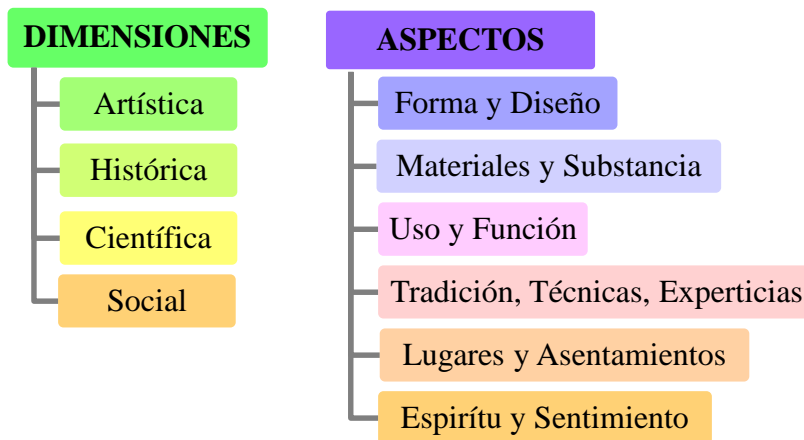 DIMENSIONES
Artística
Histórica
Científica
Social
ASPECTOS
Forma y Diseño
Materiales y Substancia
Uso y Función
Tradición, Técnicas, Experticias
Lugares y Asentamientos
Espirítu y Sentimiento